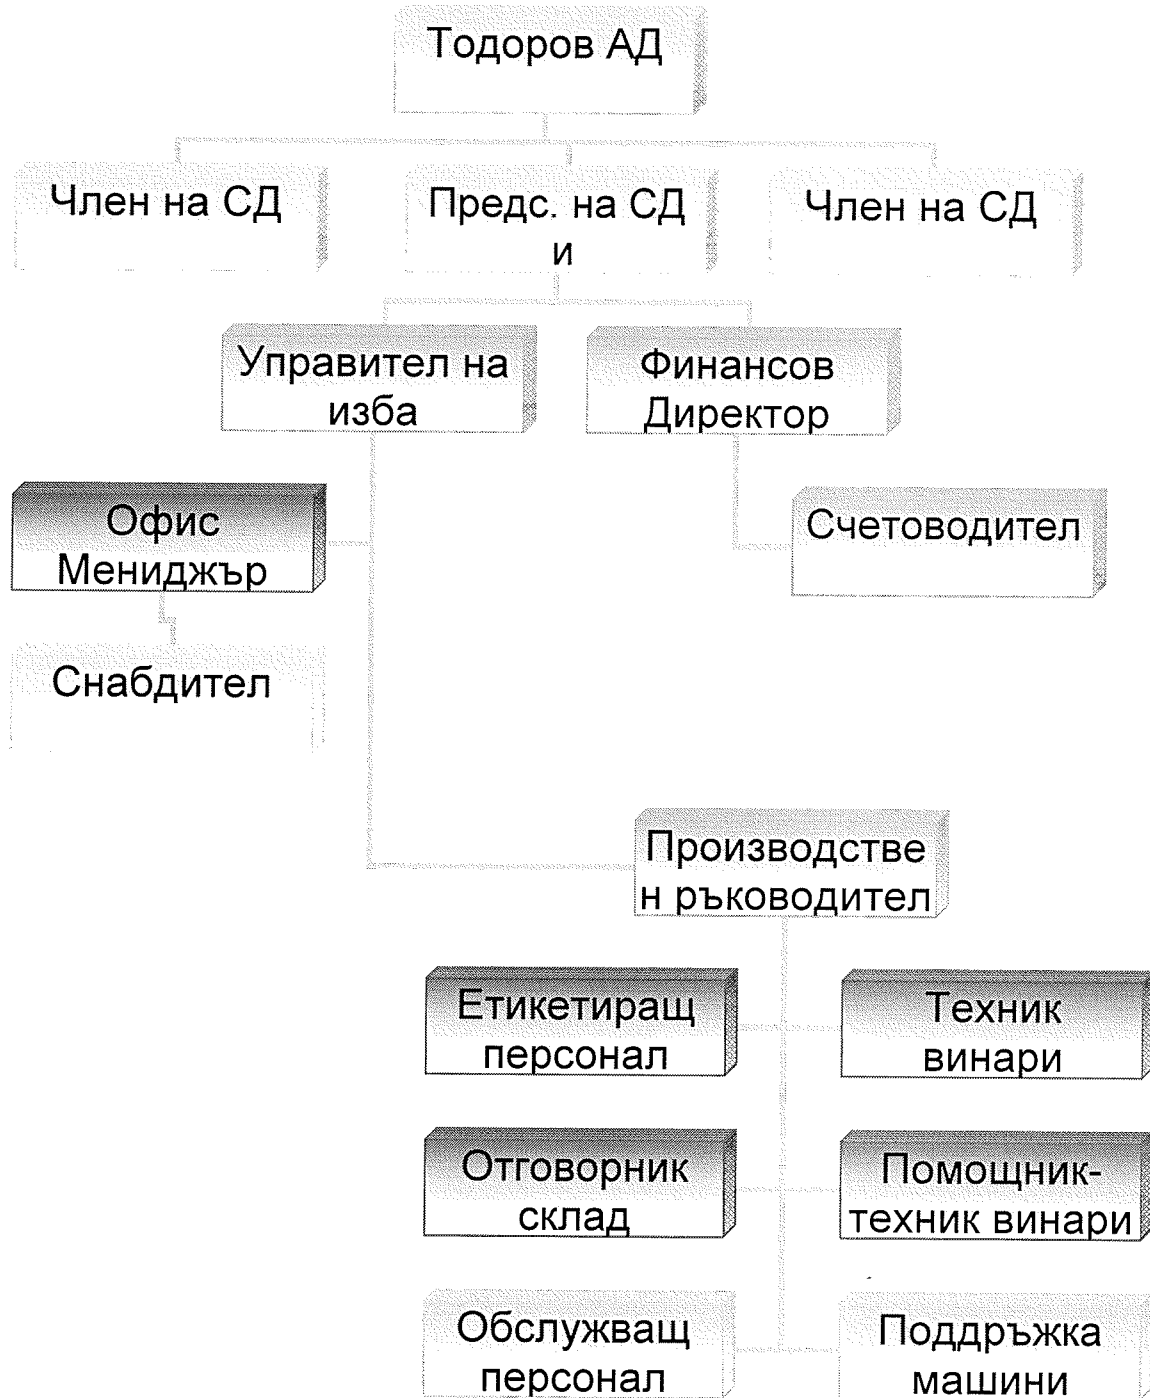 Тодоров АД
Член на СД
Предс. на СД
и
Член на СД
Управител на
изба
Финансов
Директор
Офис
Мениджър
Счетоводител
Снабдител
Производстве
н ръководител
Етикетиращ
персонал
Техник
винари
Отговорник
склад
Помощник-
техник винари
Обслужващ
персонал
Поддръжка
машини